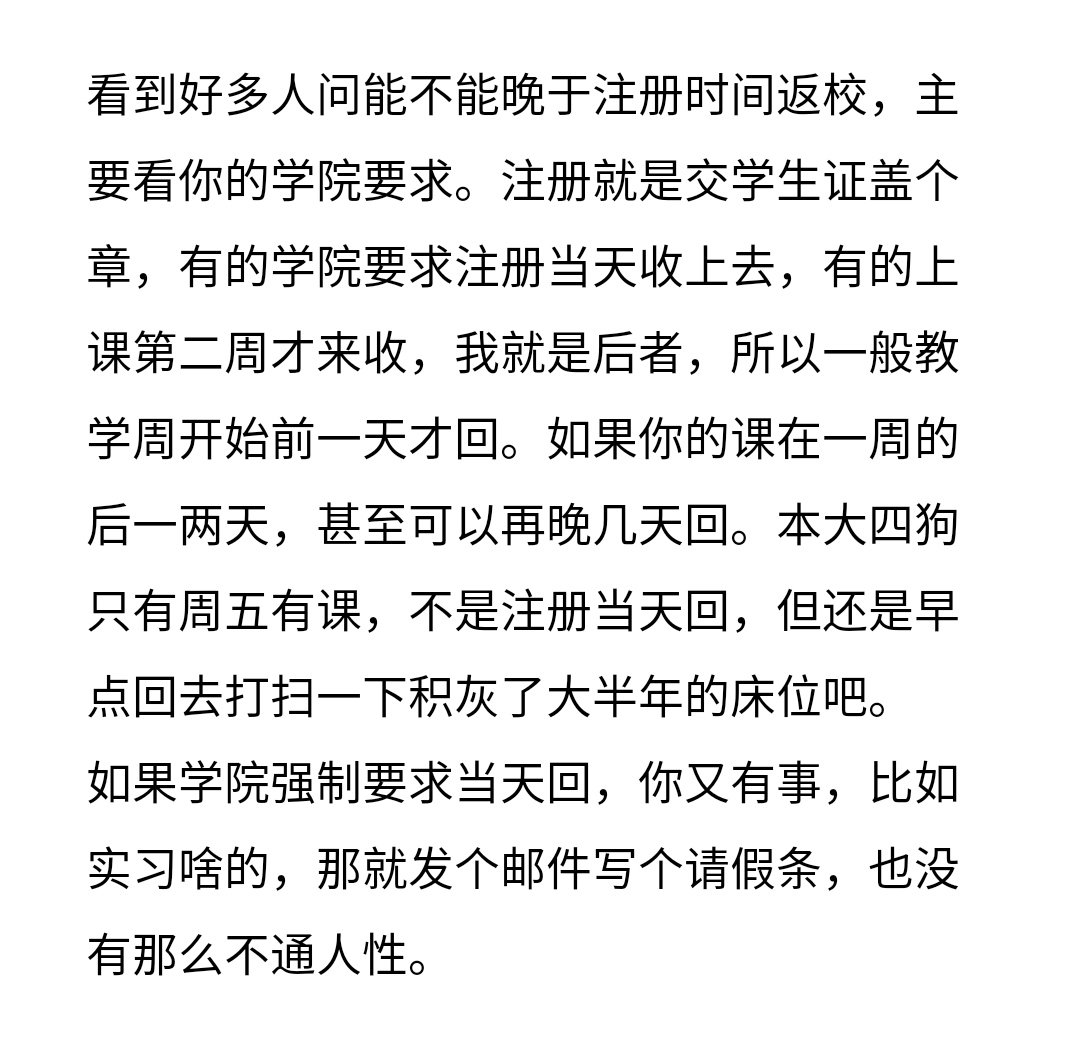 看到好多人问能不能晚于注册时间返校，主
要看你的学院要求。注册就是交学生证盖个
章，有的学院要求注册当天收上去，有的上
课第二周才来收，我就是后者，所以一般教
学周开始前一天才回。如果你的课在一周的
后一两天，甚至可以再晚几天回。本大四狗
只有周五有课，不是注册当天回，但还是早
点回去打扫一下积灰了大半年的床位吧。
如果学院强制要求当天回，你又有事，比如
实习啥的，那就发个邮件写个请假条，也没
有那么不通人性。